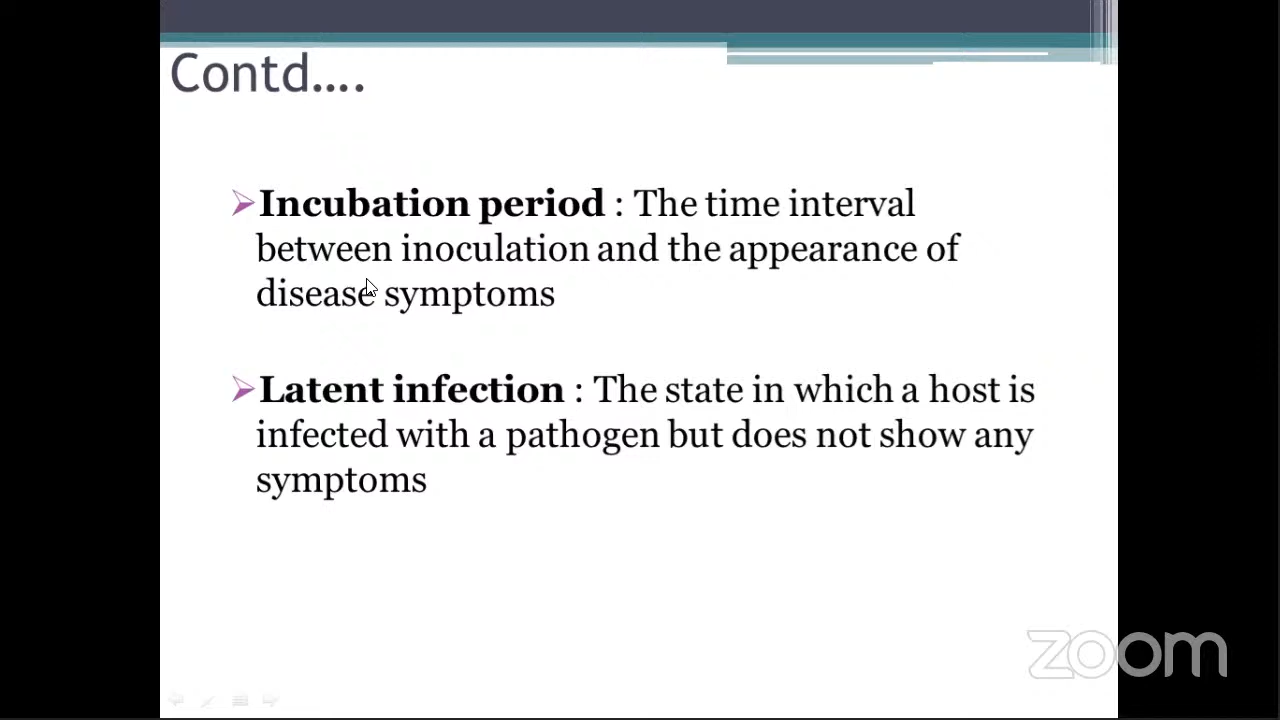 Contd....
Incubation period : The time interval
between inoculation and the appearance of
disease symptoms
Latent infection : The state in which a host is
infected with a pathogen but does not show any
symptoms
zoom